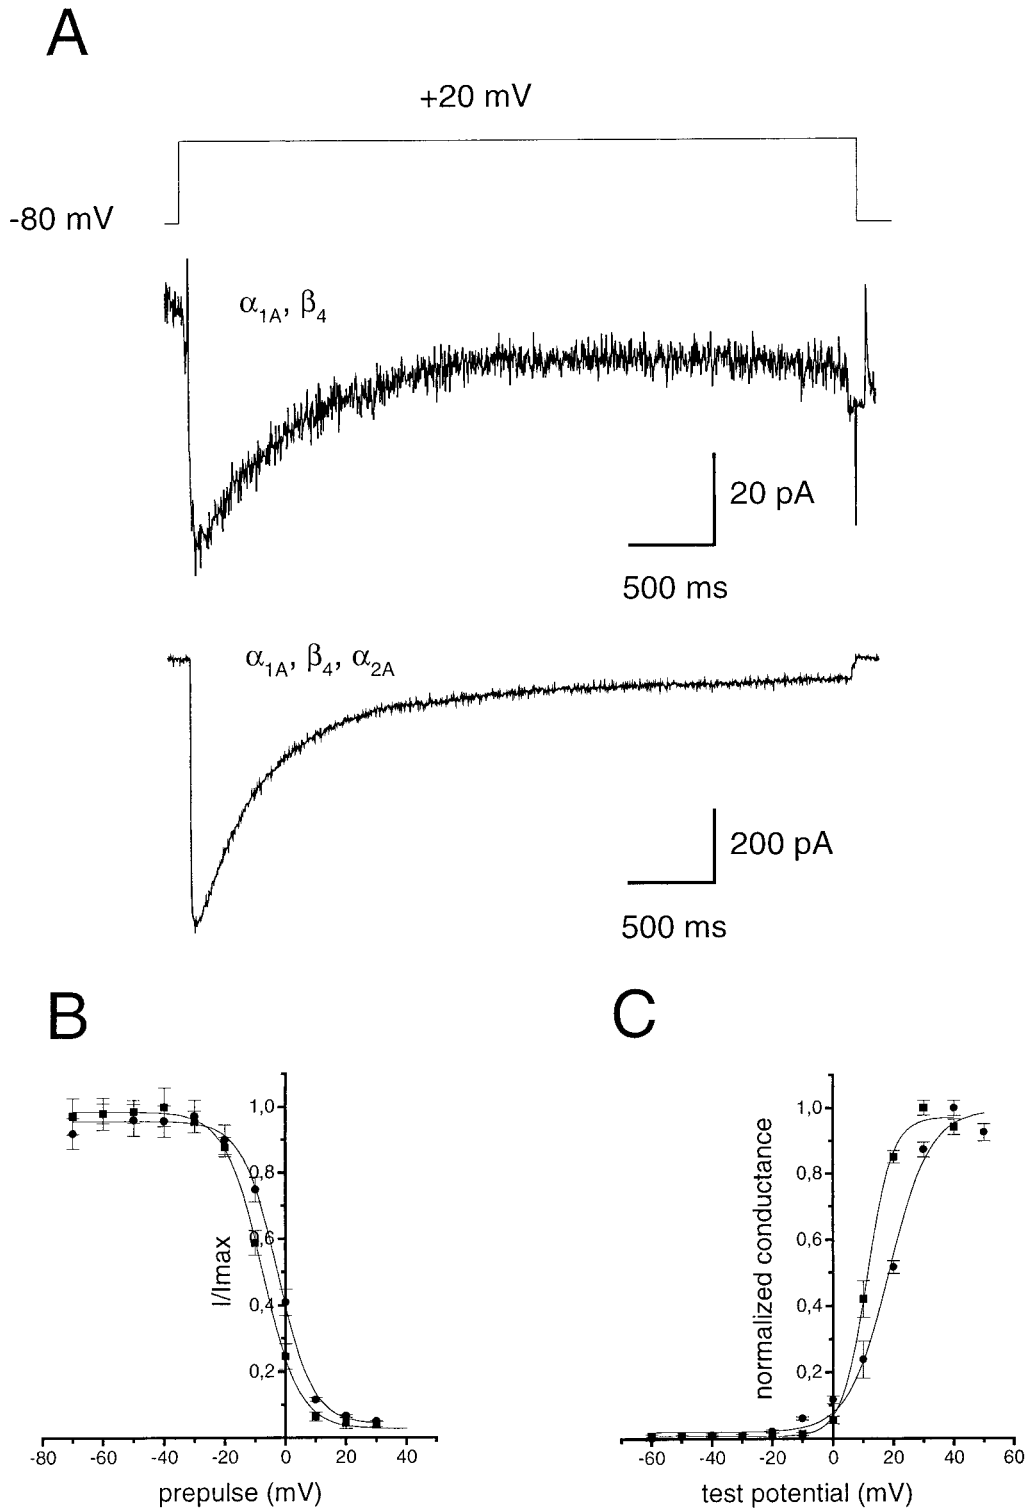 A
+20 mV
-80 mV
α1A, β4
20 pA
500 ms
α1A, β4, α2A
200 pA
500 ms
B
C
1,0
0,8
0,6
0,4
0,2
I/Imax
-80 -60 -40 -20 0 20 40
prepulse (mV)
1,0
0,8
0,6
0,4
0,2
normalized conductance
-60 -40 -20 0 20 40 60
test potential (mV)